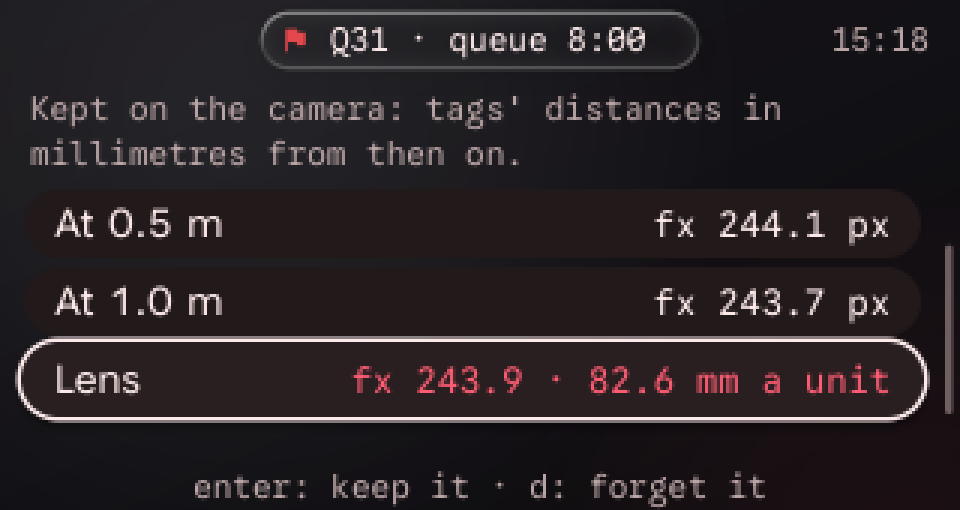 Q31 · queue 8:00
15:18
Kept on the camera: tags' distances in
millimetres from then on.
At 0.5 m fx 244.1 px
At 1.0 m fx 243.7 px
Lens fx 243.9 · 82.6 mm a unit
enter: keep it · d: forget it